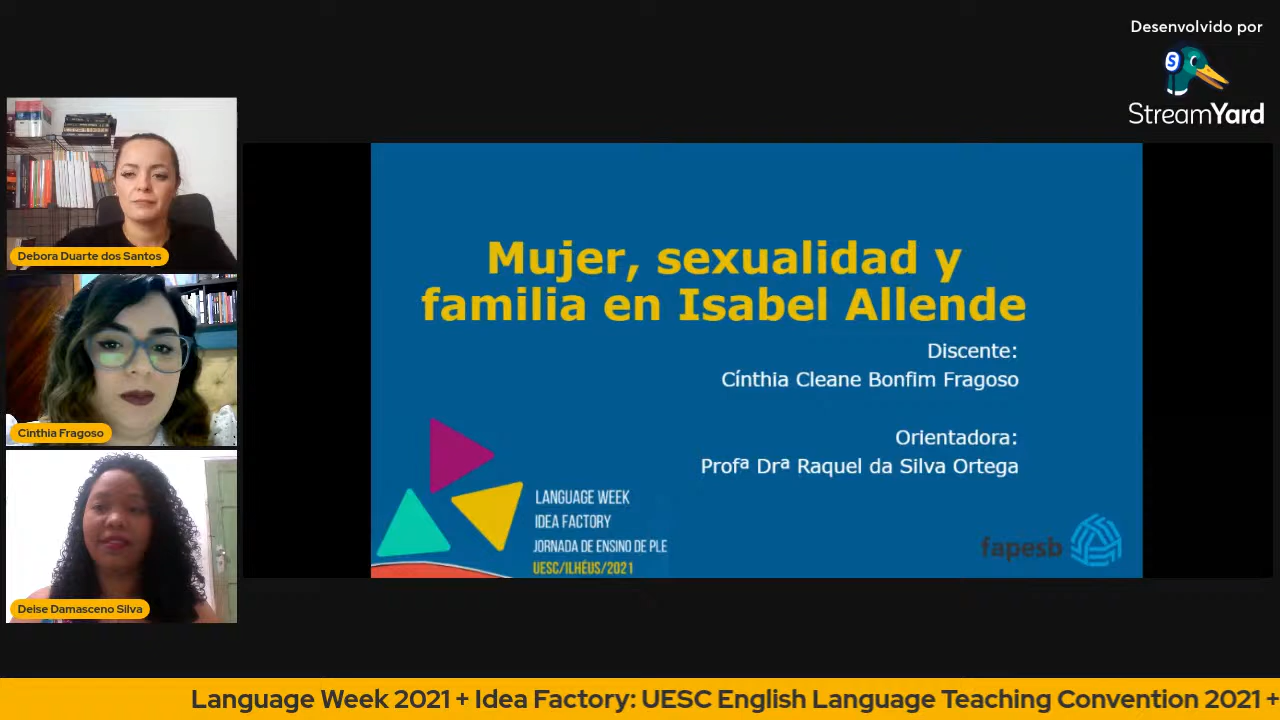 Desenvolvido por
StreamYard
Debora Duarte dos Santos
Cinthia Fragoso
Deise Damasceno Silva
Mujer, sexualidad y
familia en Isabel Allende
Discente:
Cínthia Cleane Bonfim Fragoso
Orientadora:
Profª Drª Raquel da Silva Ortega
LANGUAGE WEEK
IDEA FACTORY
JORNADA DE ENSINO DE PLE
UESC/ILHÉUS/2021
fapesb
Language Week 2021 + Idea Factory: UESC English Language Teaching Convention 2021 +